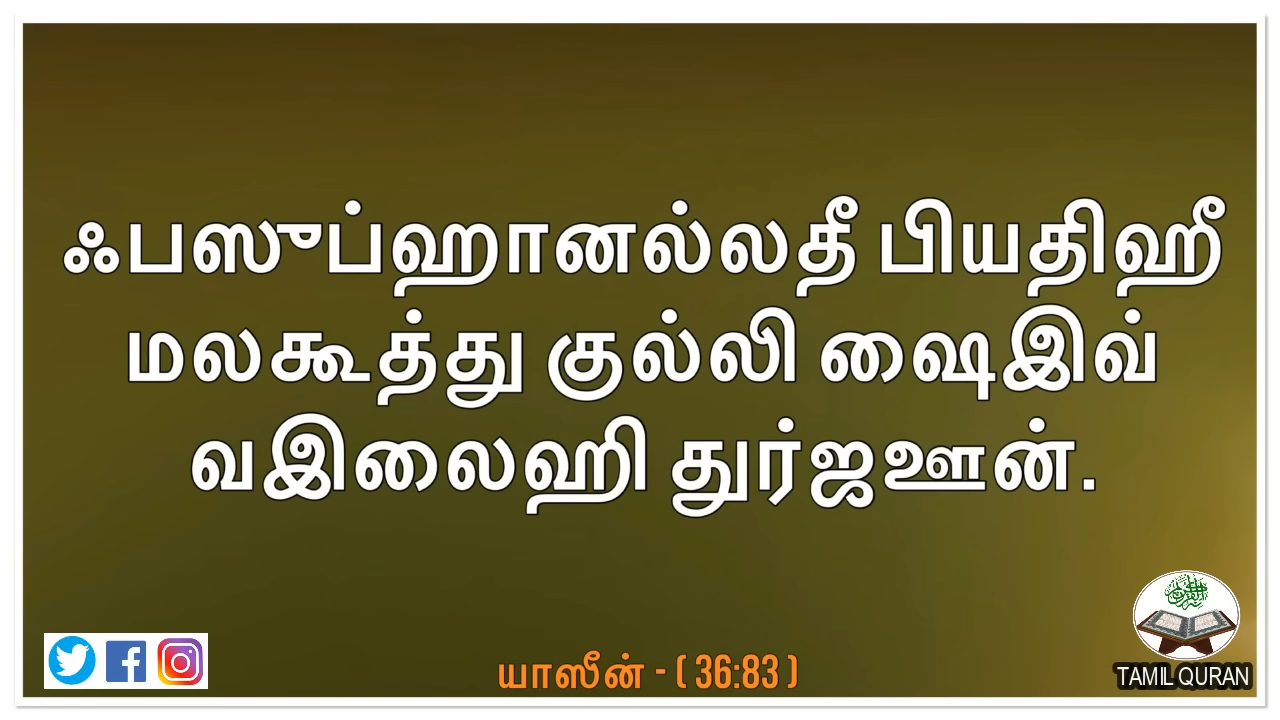 ஃபஸுப்ஹானல்லதீ பியதிஹீ
மலகூத்து குல்லி ஷைஇவ்
வஇலைஹி துர்ஜஊன்.
யாஸீன் - ( 36:83 )
TAMIL QURAN